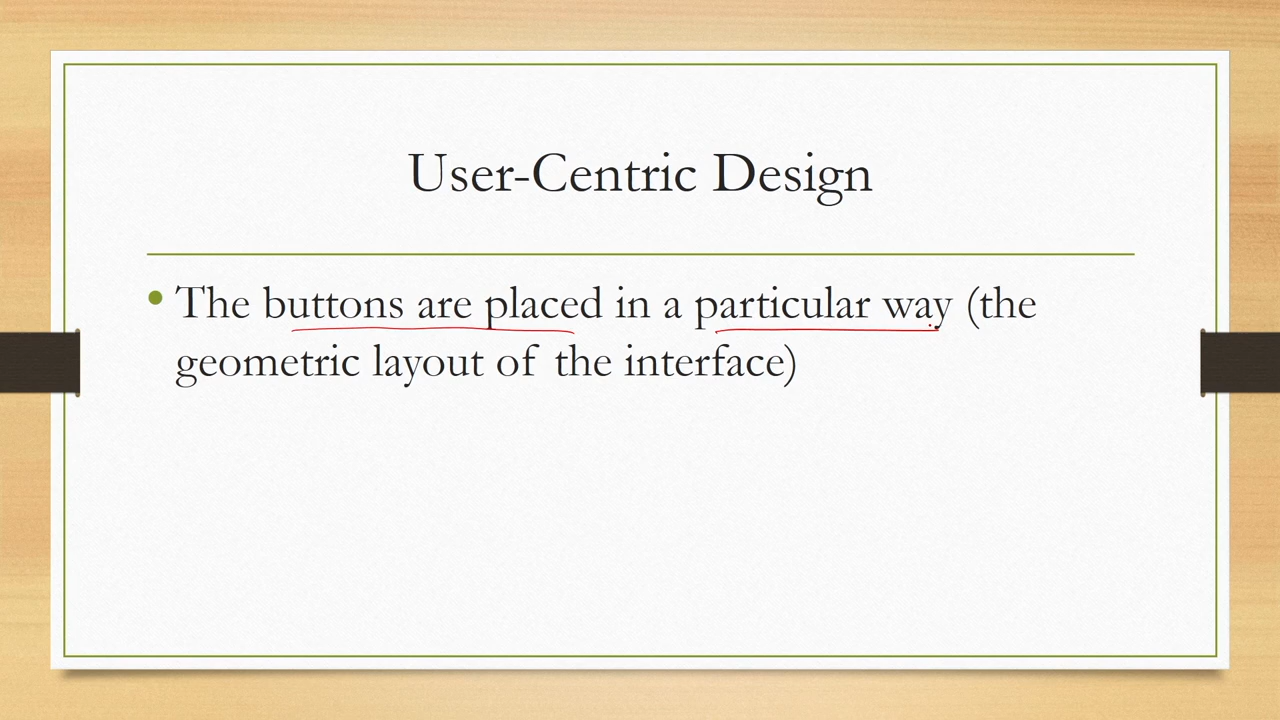 User-Centric Design
• The buttons are placed in a particular way (the
geometric layout of the interface)